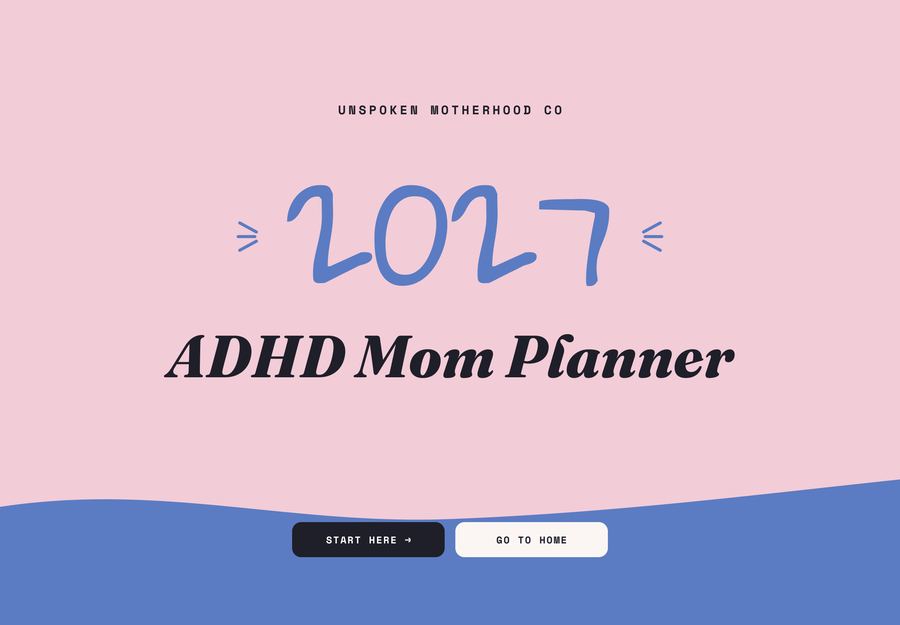 UNSPOKEN MOTHERHOOD CO
2027
ADHD Mom Planner
START HERE →
GO TO HOME